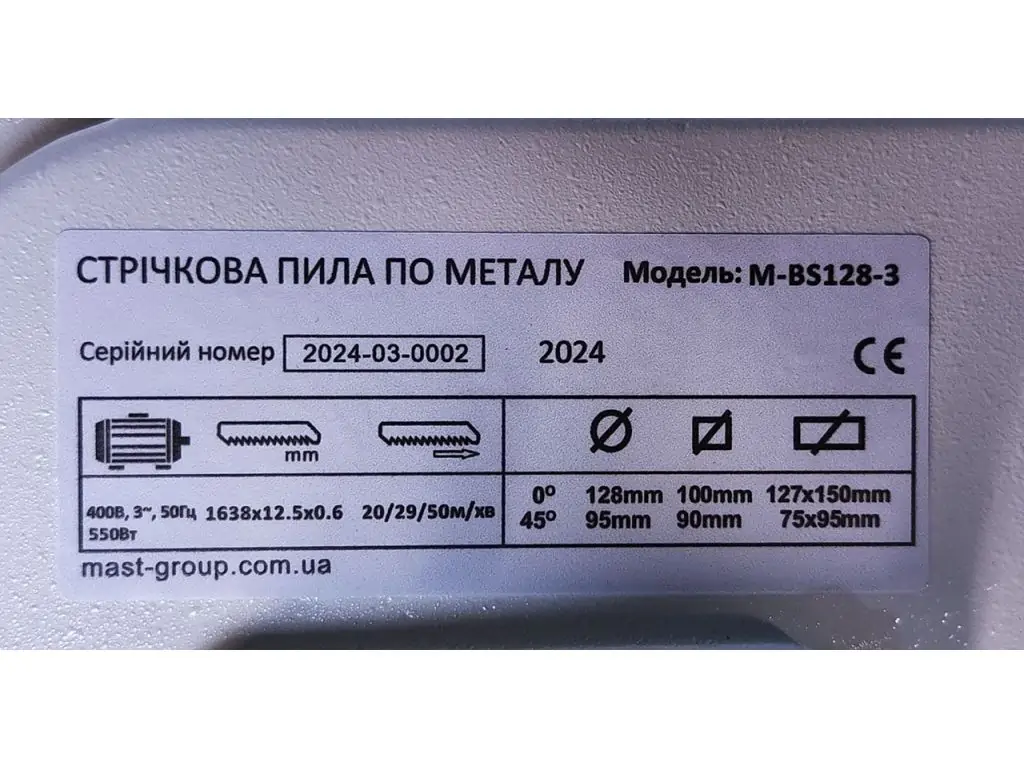 СТРІЧКОВА ПИЛА ПО МЕТАЛУ Модель: M-BS128-3
Серійний номер 2024-03-0002 2024 CE
mm
400В, 3~, 50Гц 1638x12.5x0.6 20/29/50м/хв 0º 128mm 100mm 127x150mm
550Вт 45º 95mm 90mm 75x95mm
mast-group.com.ua